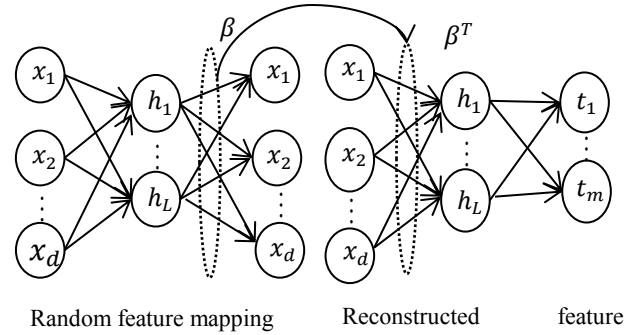 β β^T
x_1 h_1 x_1 x_1 h_1 t_1
x_2 x_2 x_2
h_L h_L t_m
x_d x_d x_d
Random feature mapping Reconstructed feature